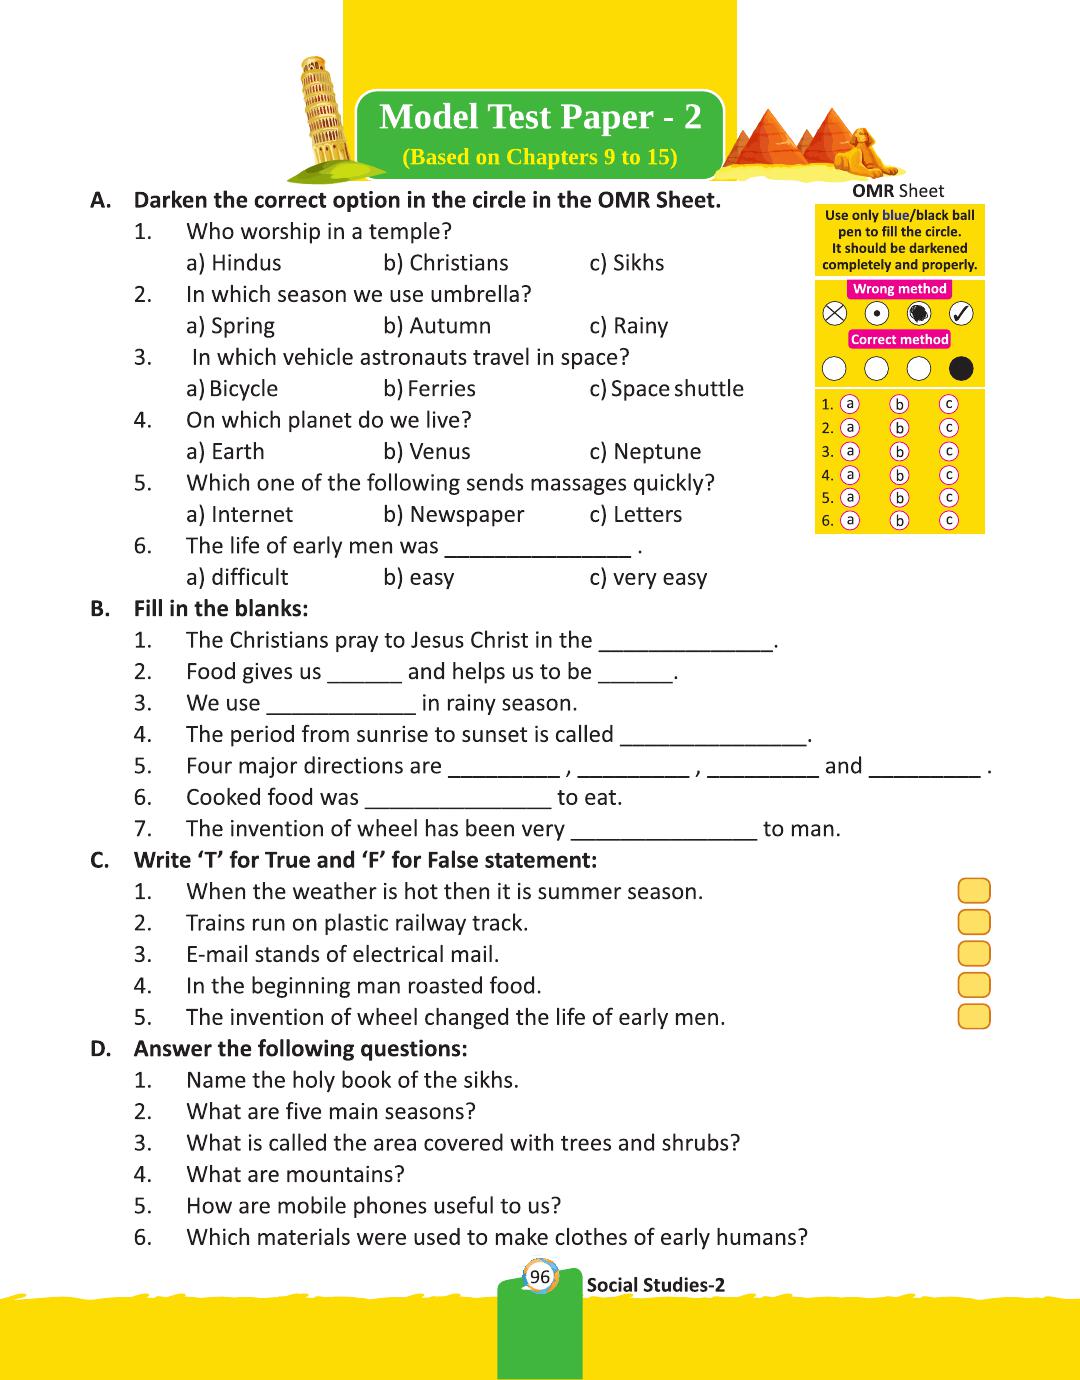 Model Test Paper - 2
(Based on Chapters 9 to 15)
A. Darken the correct option in the circle in the OMR Sheet.
1. Who worship in a temple?
a) Hindus b) Christians c) Sikhs
2. In which season we use umbrella?
a) Spring b) Autumn c) Rainy
3. In which vehicle astronauts travel in space?
a) Bicycle b) Ferries c) Space shuttle
4. On which planet do we live?
a) Earth b) Venus c) Neptune
5. Which one of the following sends massages quickly?
a) Internet b) Newspaper c) Letters
6. The life of early men was _______________ .
a) difficult b) easy c) very easy
OMR Sheet
Use only blue/black ball
pen to fill the circle.
It should be darkened
completely and properly.
Wrong method
Correct method
1. a b c
2. a b c
3. a b c
4. a b c
5. a b c
6. a b c
B. Fill in the blanks:
1. The Christians pray to Jesus Christ in the ______________.
2. Food gives us ______ and helps us to be ______.
3. We use ____________ in rainy season.
4. The period from sunrise to sunset is called _______________.
5. Four major directions are _________ , _________ , _________ and _________ .
6. Cooked food was _______________ to eat.
7. The invention of wheel has been very _______________ to man.
C. Write ‘T’ for True and ‘F’ for False statement:
1. When the weather is hot then it is summer season.
2. Trains run on plastic railway track.
3. E-mail stands of electrical mail.
4. In the beginning man roasted food.
5. The invention of wheel changed the life of early men.
D. Answer the following questions:
1. Name the holy book of the sikhs.
2. What are five main seasons?
3. What is called the area covered with trees and shrubs?
4. What are mountains?
5. How are mobile phones useful to us?
6. Which materials were used to make clothes of early humans?
96
Social Studies-2